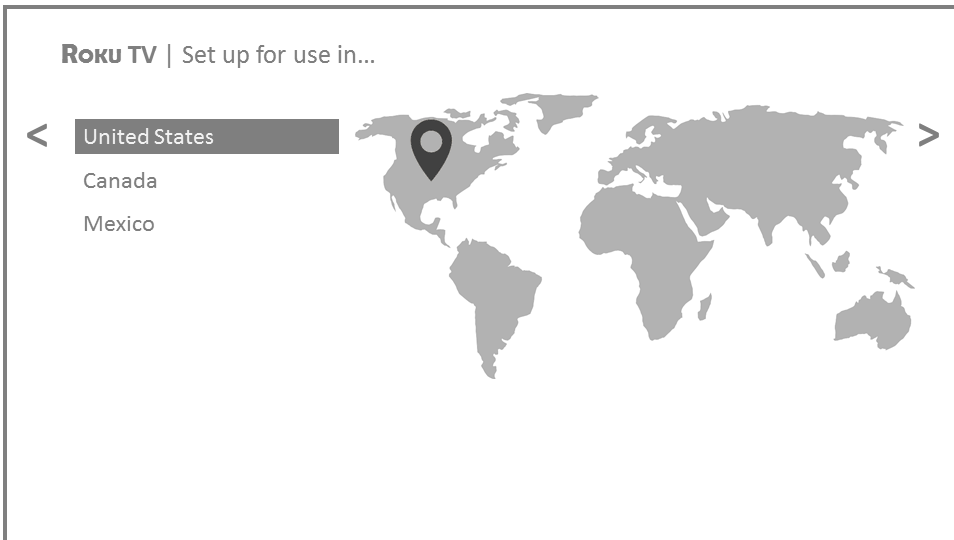 ROKU TV | Set up for use in...
< United States >
Canada
Mexico